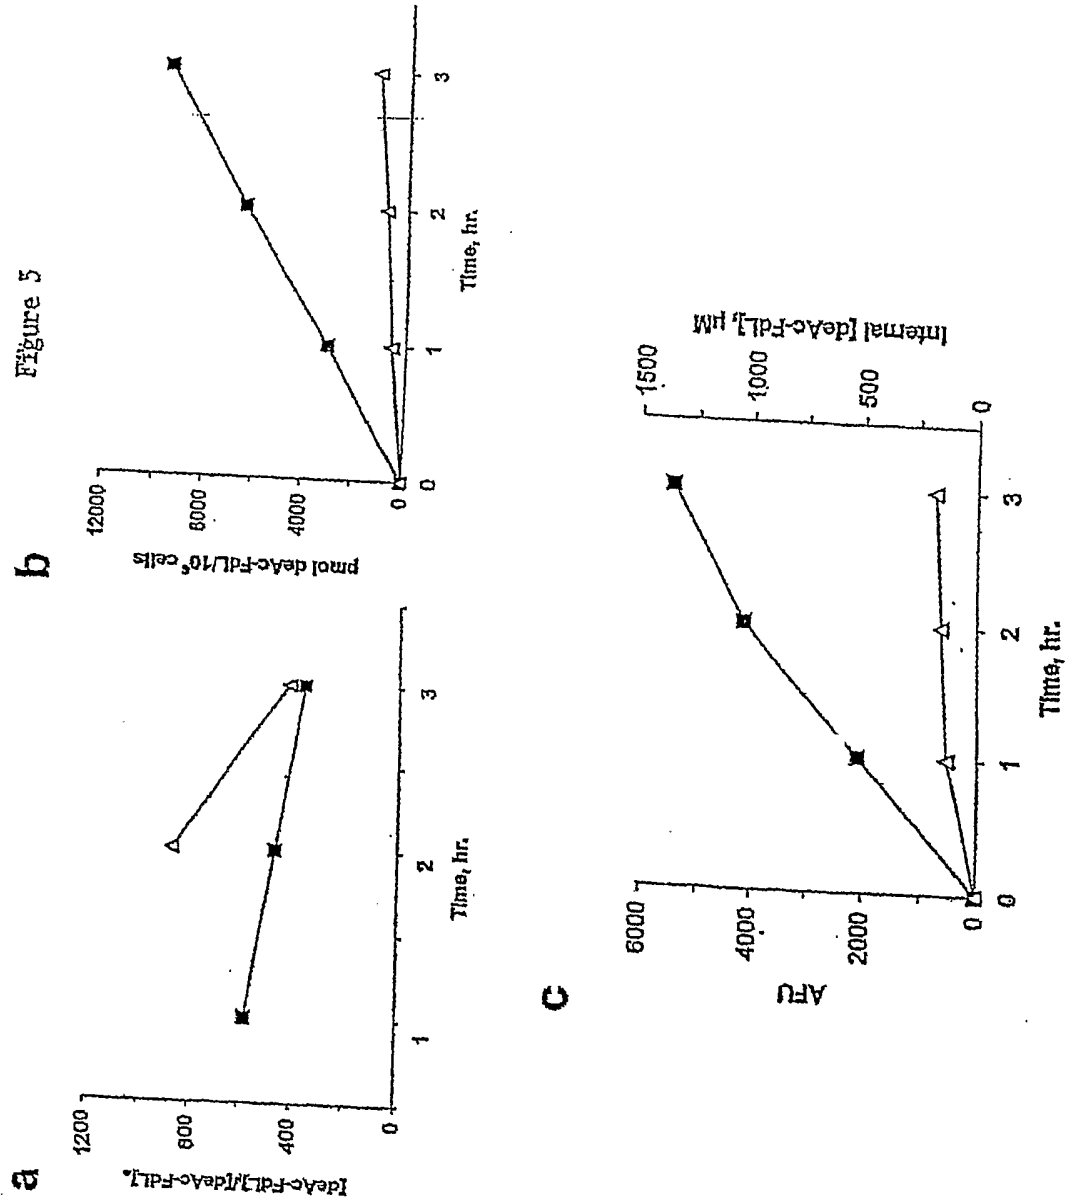 Figure 5
a
[deAc-FdL]ᵢ/[deAc-FdL]ₒ
1200
800
400
0
1
2
3
Time, hr.
b
pmol deAc-FdL/10⁶ cells
12000
8000
4000
0
0
1
2
3
Time, hr.
c
AFU
6000
4000
2000
0
0
1
2
3
Time, hr.
Internal [deAc-FdL], µM
1500
1000
500
0